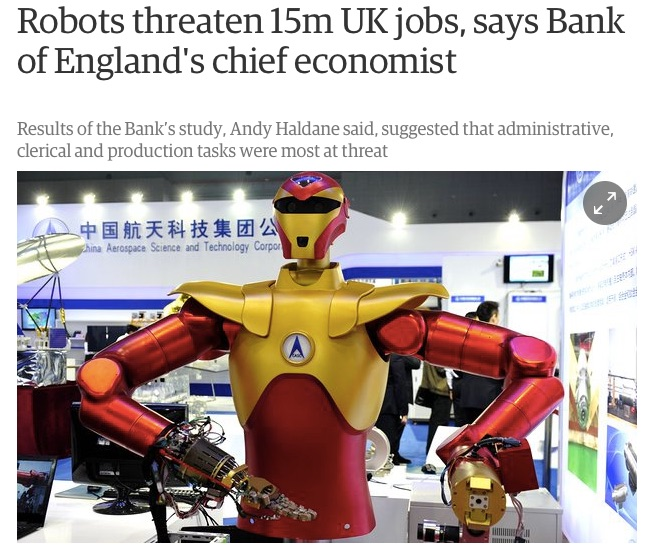 Robots threaten 15m UK jobs, says Bank
of England's chief economist
Results of the Bank's study, Andy Haldane said, suggested that administrative,
clerical and production tasks were most at threat
中国航天科技集团公
China Aerospace Science and Technology Corpor